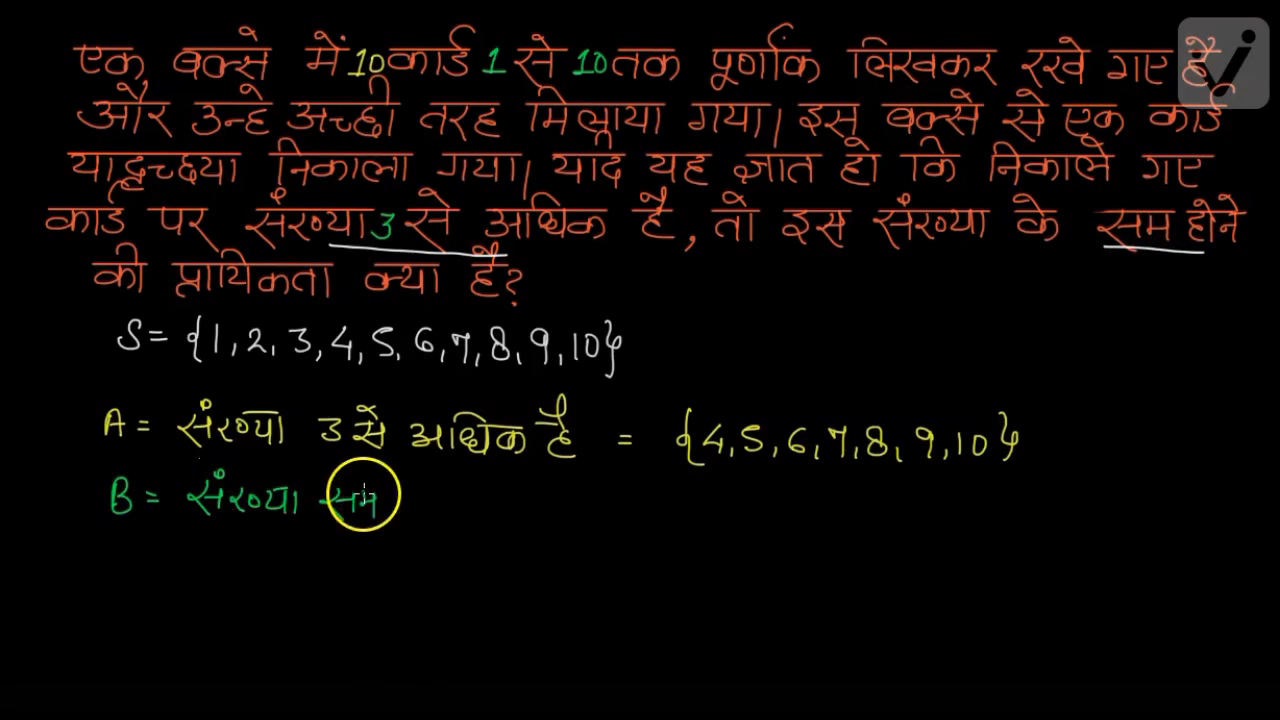 एक बक्से में 10 कार्ड 1 से 10 तक पूर्णांक लिखकर रखे गए हैं
और उन्हे अच्छी तरह मिलाया गया। इस बक्से से एक कार्ड
यादृच्छया निकाला गया। यदि यह ज्ञात हो कि निकाले गए
कार्ड पर संख्या 3 से अधिक है, तो इस संख्या के सम होने
की प्रायिकता क्या है?
S = {1, 2, 3, 4, 5, 6, 7, 8, 9, 10}
A = संख्या 3 से अधिक है = {4, 5, 6, 7, 8, 9, 10}
B = संख्या सम